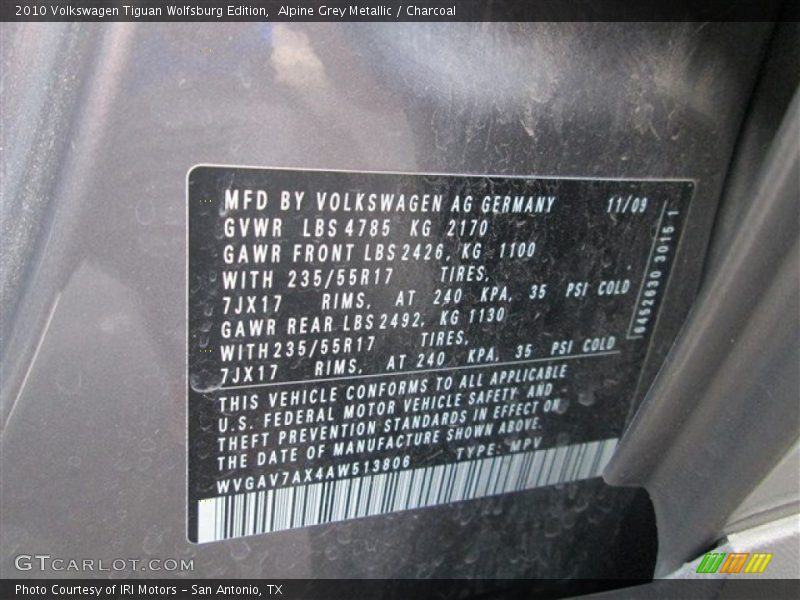 2010 Volkswagen Tiguan Wolfsburg Edition, Alpine Grey Metallic / Charcoal
MFD BY VOLKSWAGEN AG GERMANY 11/09
GVWR LBS 4785 KG 2170
GAWR FRONT LBS 2426, KG 1100
WITH 235/55R17 TIRES,
7JX17 RIMS, AT 240 KPA, 35 PSI COLD
GAWR REAR LBS 2492, KG 1130
WITH 235/55R17 TIRES,
7JX17 RIMS, AT 240 KPA, 35 PSI COLD
THIS VEHICLE CONFORMS TO ALL APPLICABLE
U.S. FEDERAL MOTOR VEHICLE SAFETY AND
THEFT PREVENTION STANDARDS IN EFFECT ON
THE DATE OF MANUFACTURE SHOWN ABOVE.
WVGAV7AX4AW513806 TYPE: MPV
3015 1
GTCARLOT.COM
Photo Courtesy of IRI Motors – San Antonio, TX